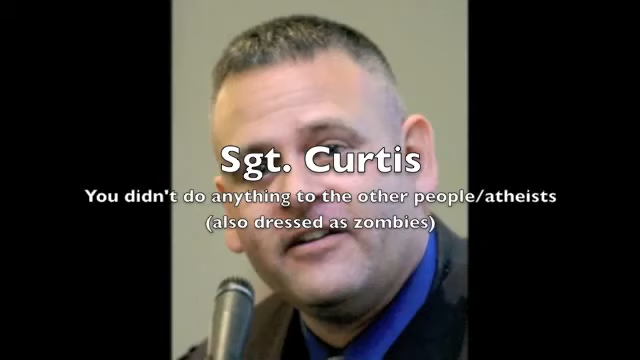 Sgt. Curtis
You didn't do anything to the other people/atheists
(also dressed as zombies)